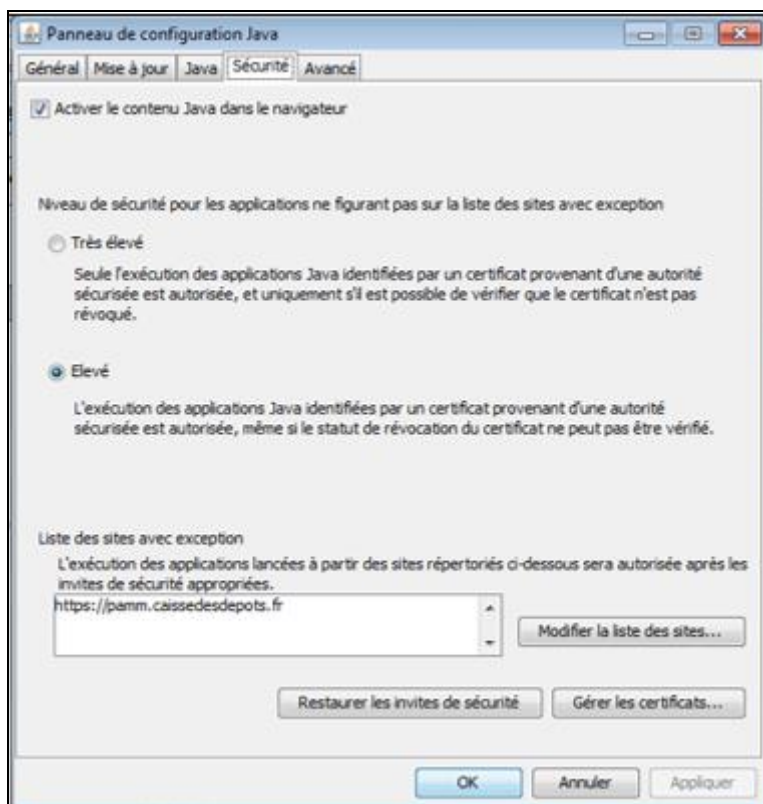 Panneau de configuration Java
Général Mise à jour Java Sécurité Avancé
Activer le contenu Java dans le navigateur
Niveau de sécurité pour les applications ne figurant pas sur la liste des sites avec exception
Très élevé
Seule l'exécution des applications Java identifiées par un certificat provenant d'une autorité
sécurisée est autorisée, et uniquement s'il est possible de vérifier que le certificat n'est pas
révoqué.
Elevé
L'exécution des applications Java identifiées par un certificat provenant d'une autorité
sécurisée est autorisée, même si le statut de révocation du certificat ne peut pas être vérifié.
Liste des sites avec exception
L'exécution des applications lancées à partir des sites répertoriés ci-dessous sera autorisée après les
invites de sécurité appropriées.
https://pamm.caissedesdepots.fr
Modifier la liste des sites...
Restaurer les invites de sécurité Gérer les certificats...
OK Annuler Appliquer